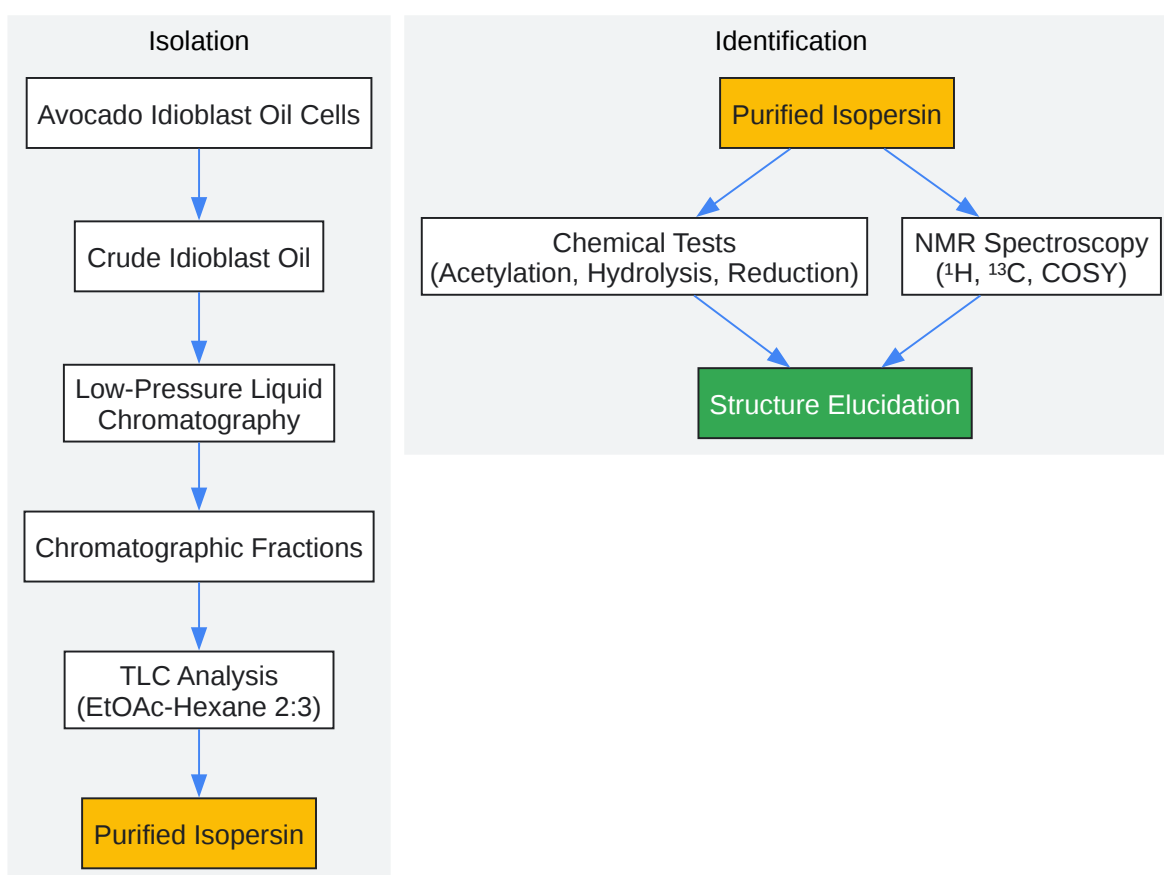 Isolation
Avocado Idioblast Oil Cells
Crude Idioblast Oil
Low-Pressure Liquid
Chromatography
Chromatographic Fractions
TLC Analysis
(EtOAc-Hexane 2:3)
Purified Isopersin
Identification
Purified Isopersin
Chemical Tests
(Acetylation, Hydrolysis, Reduction)
NMR Spectroscopy
(¹H, ¹³C, COSY)
Structure Elucidation